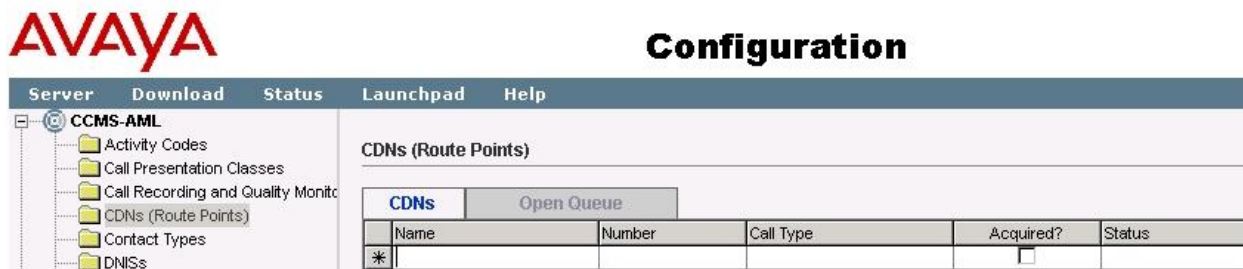 AVAYA
Configuration
Server Download Status Launchpad Help
CCMS-AML
Activity Codes
Call Presentation Classes
Call Recording and Quality Monito
CDNs (Route Points)
Contact Types
DNISs
CDNs (Route Points)
CDNs Open Queue
Name Number Call Type Acquired? Status